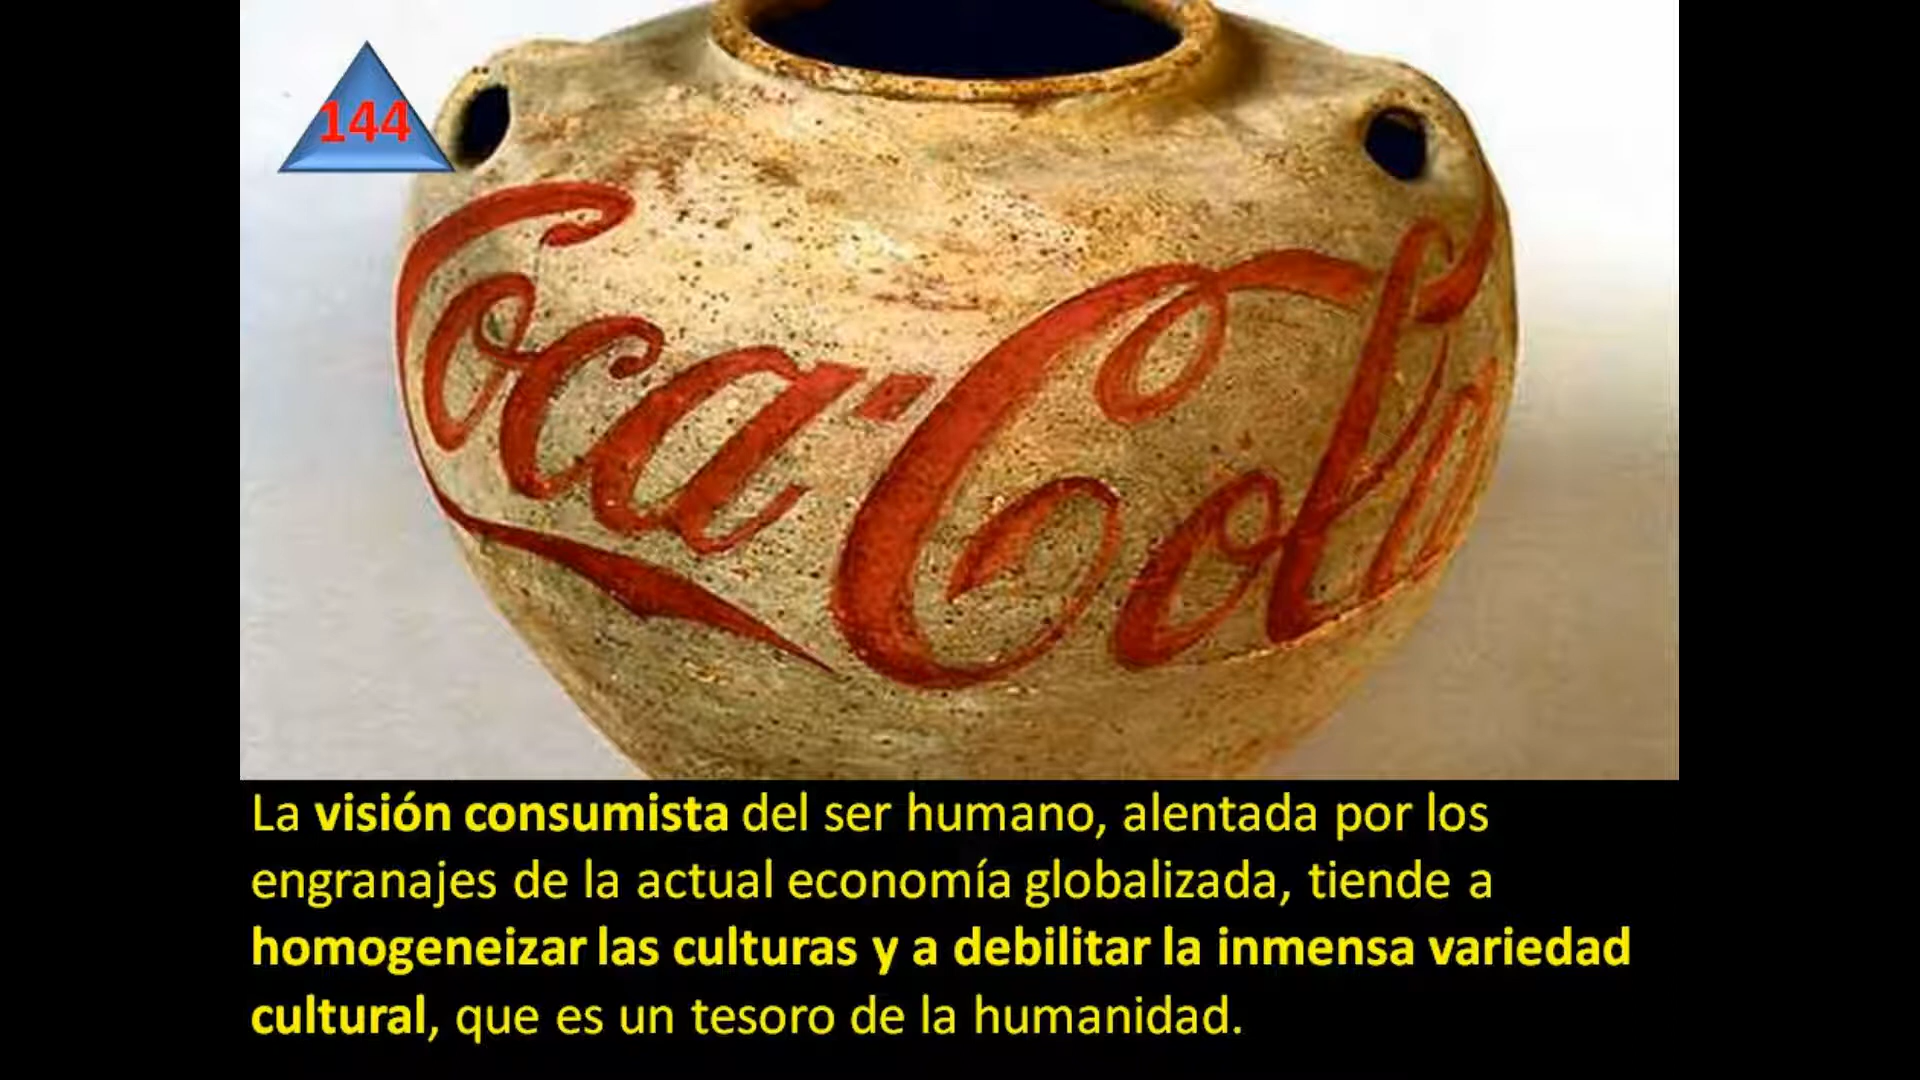 144
Coca-Cola
La visión consumista del ser humano, alentada por los
engranajes de la actual economía globalizada, tiende a
homogeneizar las culturas y a debilitar la inmensa variedad
cultural, que es un tesoro de la humanidad.